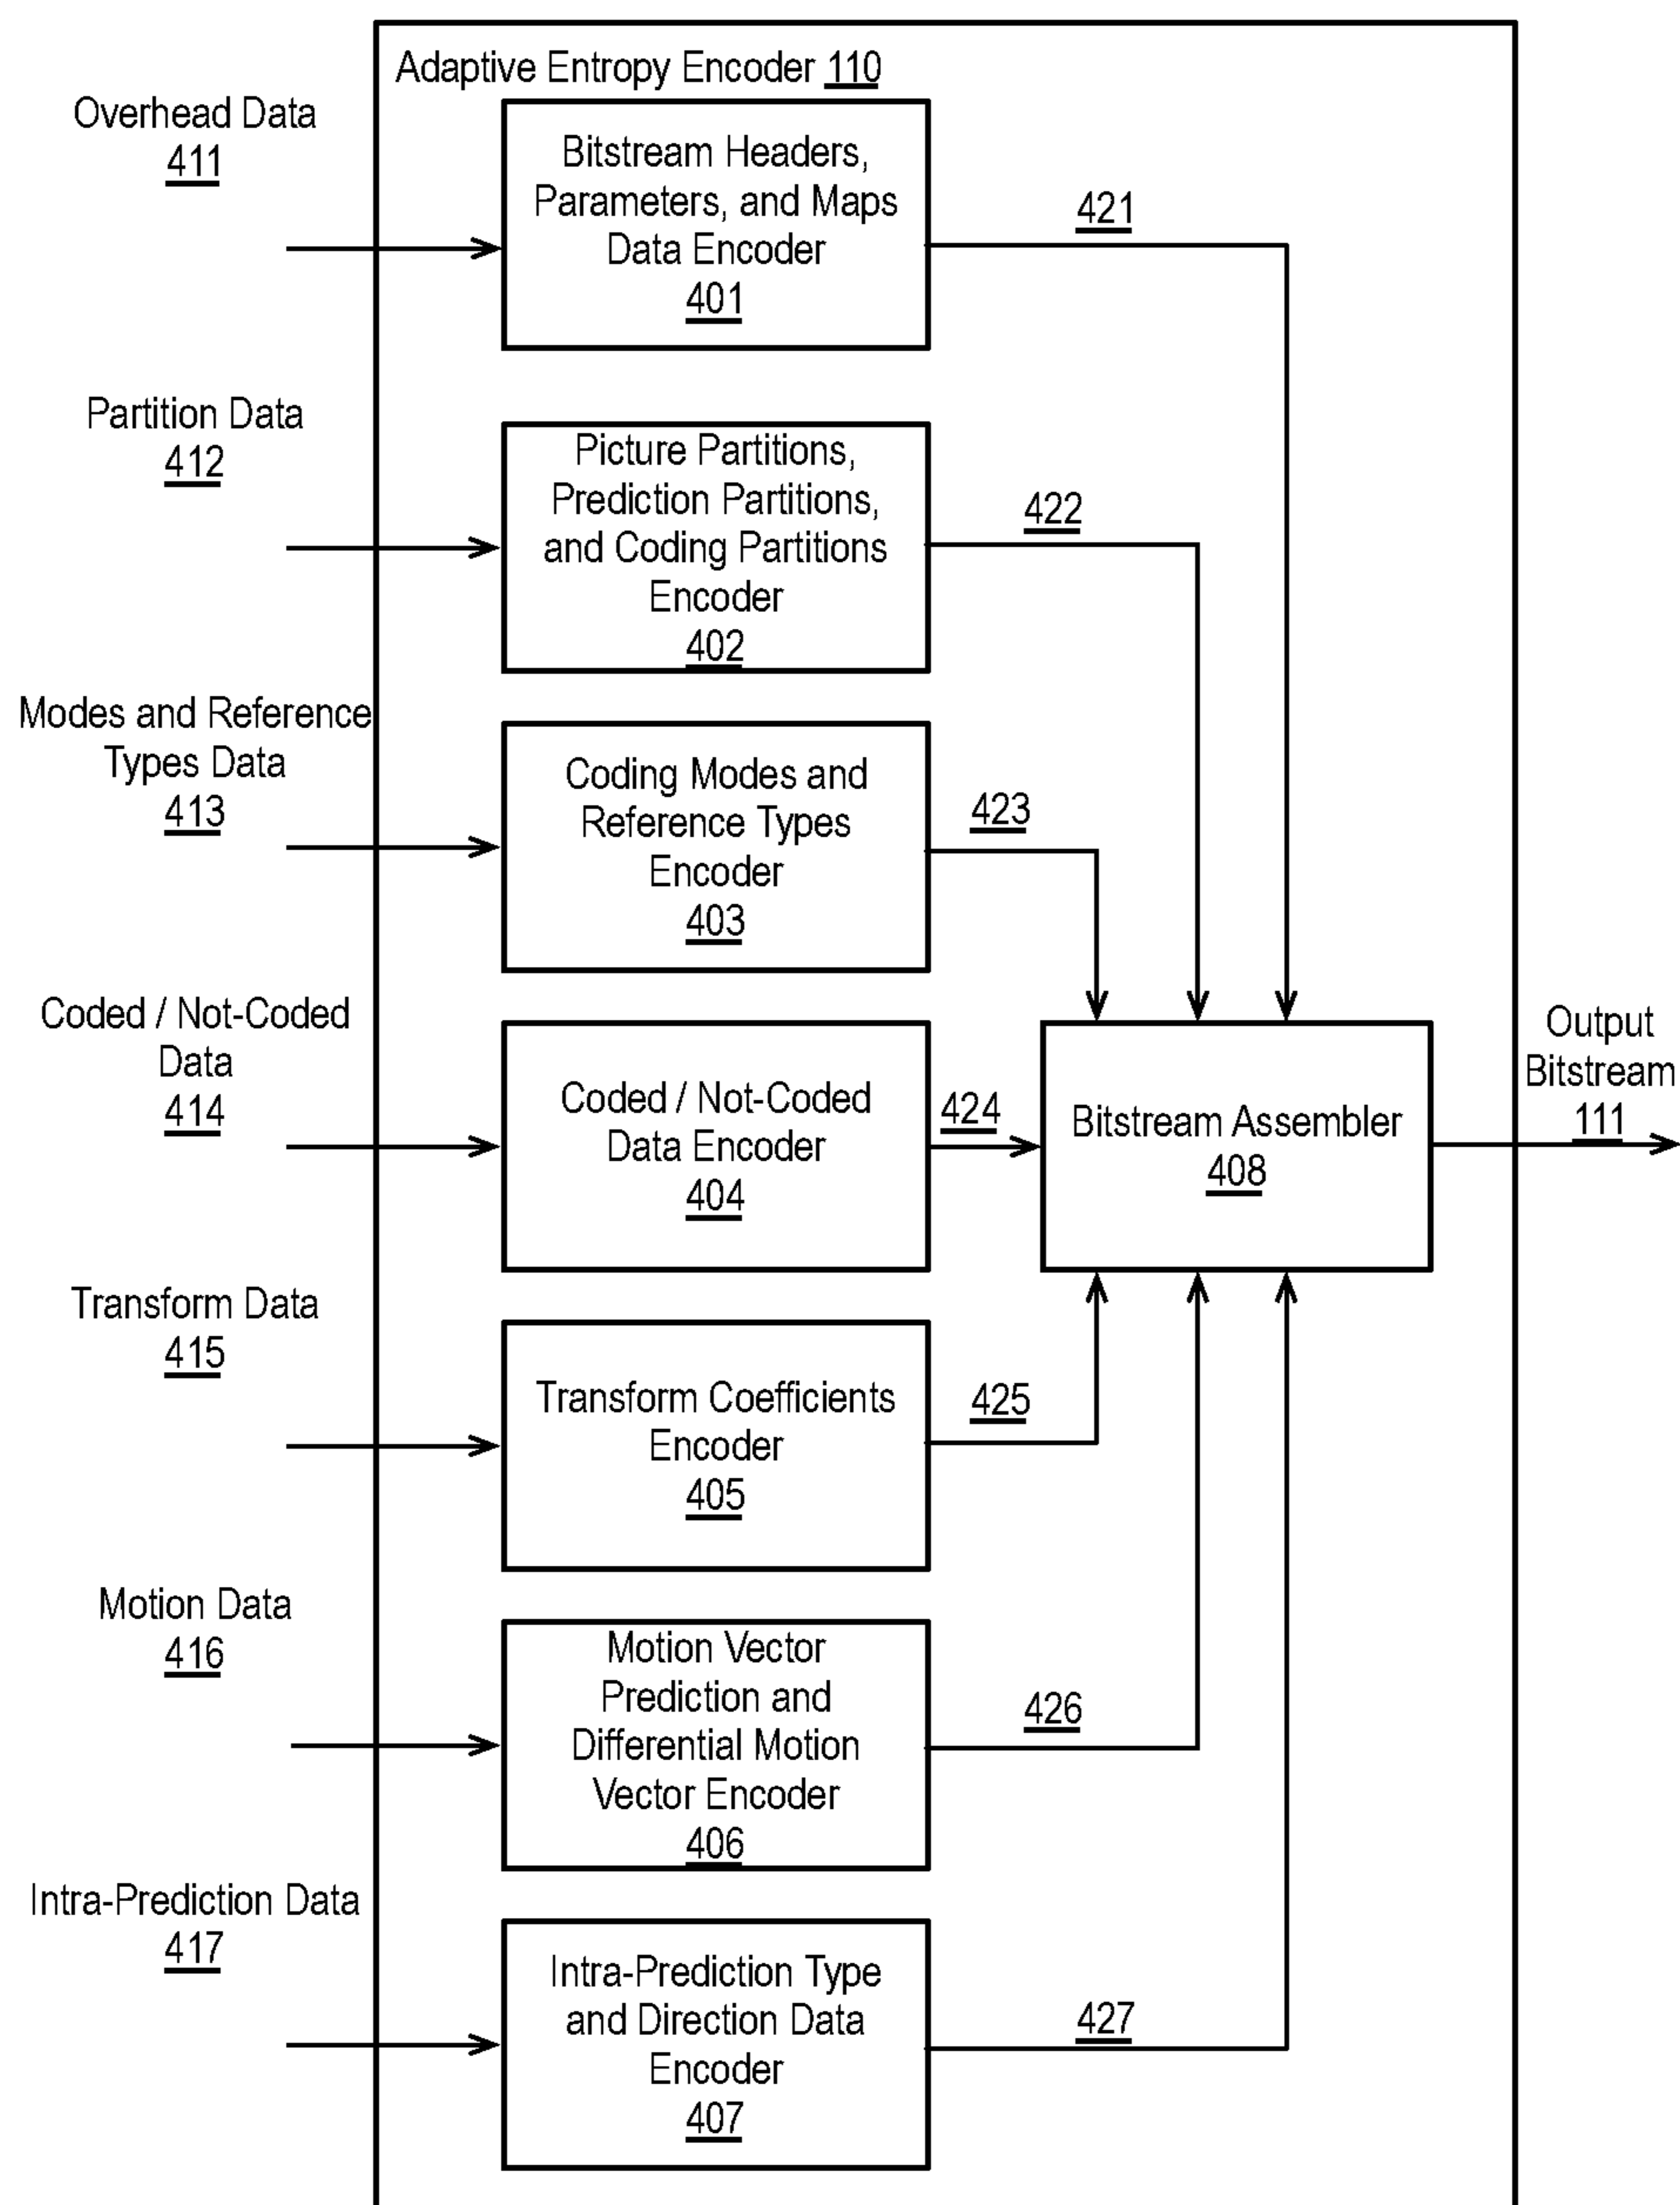 Adaptive Entropy Encoder 110
Overhead Data
411
Bitstream Headers,
Parameters, and Maps
Data Encoder
401
421
Partition Data
412
Picture Partitions,
Prediction Partitions,
and Coding Partitions
Encoder
402
422
Modes and Reference
Types Data
413
Coding Modes and
Reference Types
Encoder
403
423
Coded / Not-Coded
Data
414
Coded / Not-Coded
Data Encoder
404
424
Bitstream Assembler
408
Output
Bitstream
111
Transform Data
415
Transform Coefficients
Encoder
405
425
Motion Data
416
Motion Vector
Prediction and
Differential Motion
Vector Encoder
406
426
Intra-Prediction Data
417
Intra-Prediction Type
and Direction Data
Encoder
407
427